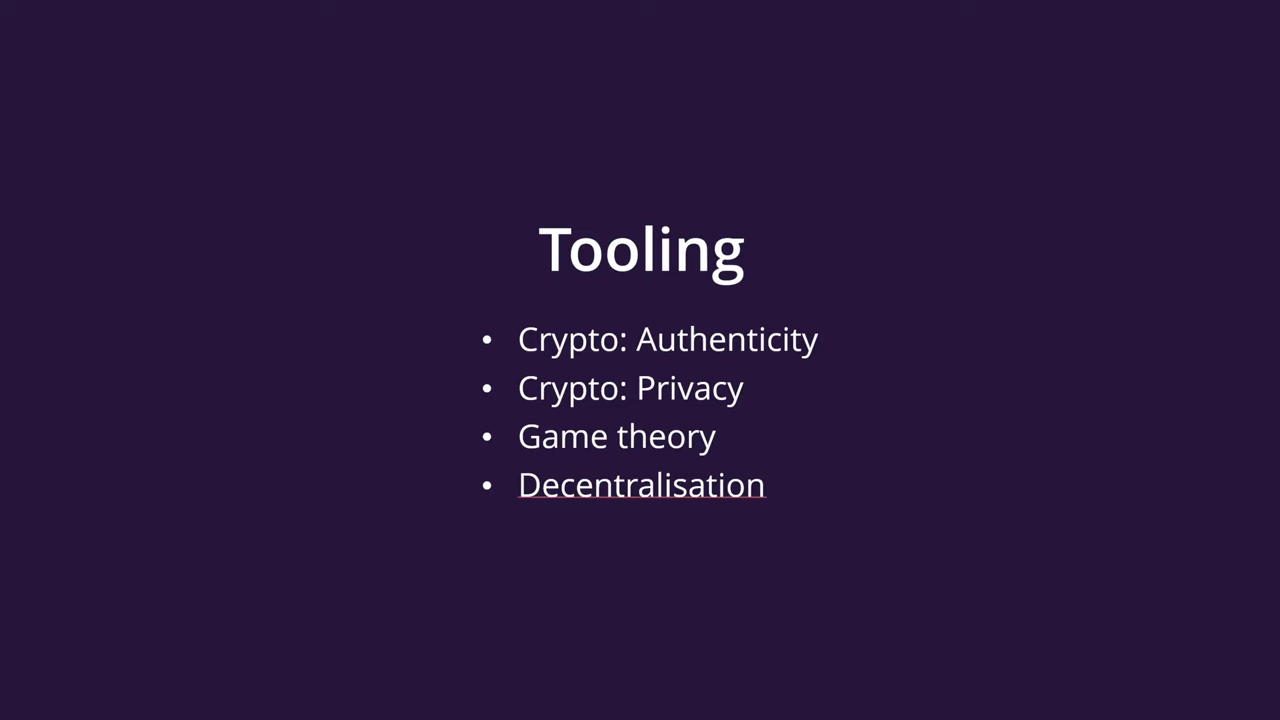 Tooling
• Crypto: Authenticity
• Crypto: Privacy
• Game theory
• Decentralisation